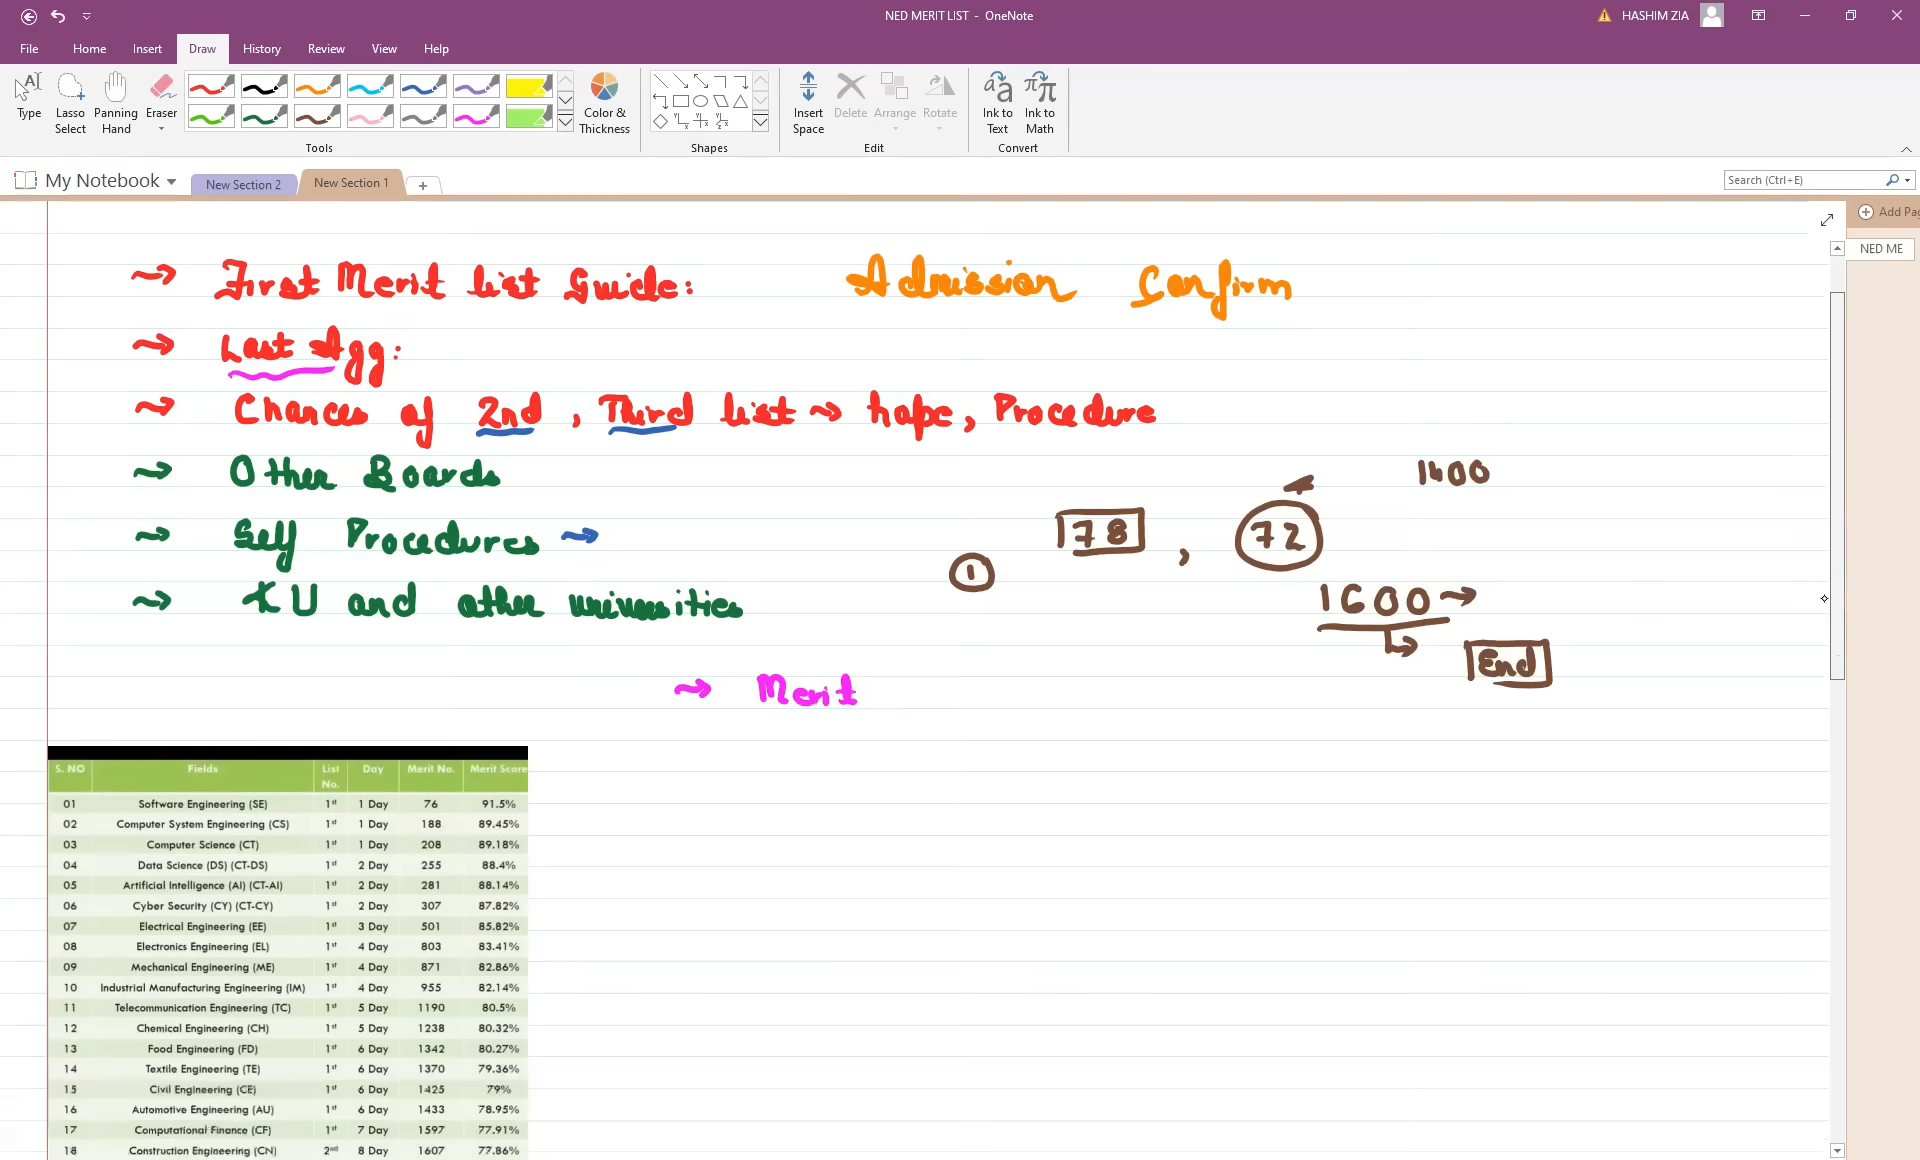 NED MERIT LIST - OneNote
HASHIM ZIA
File Home Insert Draw History Review View Help
Type
Lasso Select
Panning Hand
Eraser
Color & Thickness
Insert Space
Delete
Arrange
Rotate
Ink to Text
Ink to Math
Tools
Shapes
Edit
Convert
My Notebook
New Section 2
New Section 1
Search (Ctrl+E)
Add Pag
NED ME
First Merit list Guide: Admission Confirm
Last Agg:
Chances of 2nd, Third list → hope, Procedure
Other Boards 1400
Self Procedures → 78, 72
1
KU and other universities 1600 →
End
→ Merit
S. NO Fields List No. Day Merit No. Merit Score
01 Software Engineering (SE) 1st 1 Day 76 91.5%
02 Computer System Engineering (CS) 1st 1 Day 188 89.45%
03 Computer Science (CT) 1st 1 Day 208 89.18%
04 Data Science (DS) (CT-DS) 1st 2 Day 255 88.4%
05 Artificial Intelligence (AI) (CT-AI) 1st 2 Day 281 88.14%
06 Cyber Security (CY) (CT-CY) 1st 2 Day 307 87.82%
07 Electrical Engineering (EE) 1st 3 Day 501 85.82%
08 Electronics Engineering (EL) 1st 4 Day 803 83.41%
09 Mechanical Engineering (ME) 1st 4 Day 871 82.86%
10 Industrial Manufacturing Engineering (IM) 1st 4 Day 955 82.14%
11 Telecommunication Engineering (TC) 1st 5 Day 1190 80.5%
12 Chemical Engineering (CH) 1st 5 Day 1238 80.32%
13 Food Engineering (FD) 1st 6 Day 1342 80.27%
14 Textile Engineering (TE) 1st 6 Day 1370 79.36%
15 Civil Engineering (CE) 1st 6 Day 1425 79%
16 Automotive Engineering (AU) 1st 6 Day 1433 78.95%
17 Computational Finance (CF) 1st 7 Day 1597 77.91%
18 Construction Engineering (CN) 2nd 8 Day 1607 77.86%